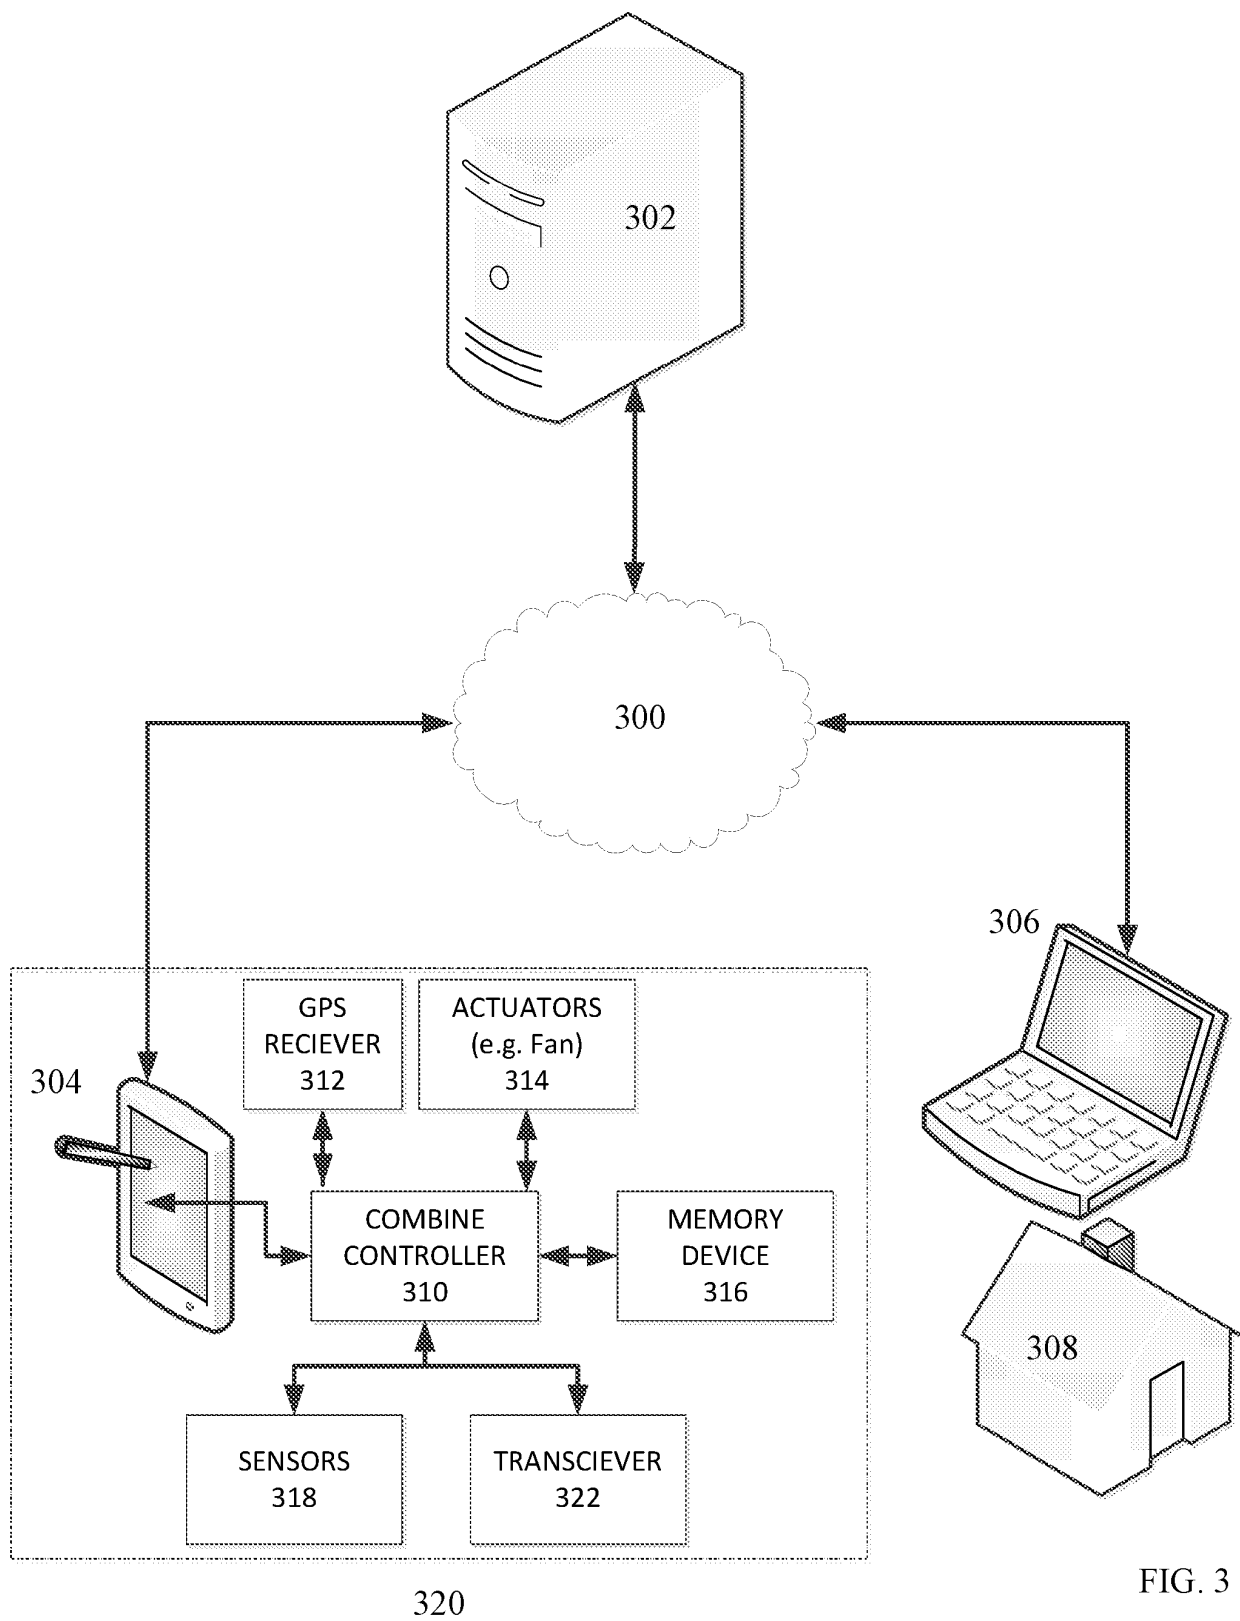 302
300
306
304
GPS
RECIEVER
312
ACTUATORS
(e.g. Fan)
314
COMBINE
CONTROLLER
310
MEMORY
DEVICE
316
308
SENSORS
318
TRANSCIEVER
322
320
FIG. 3